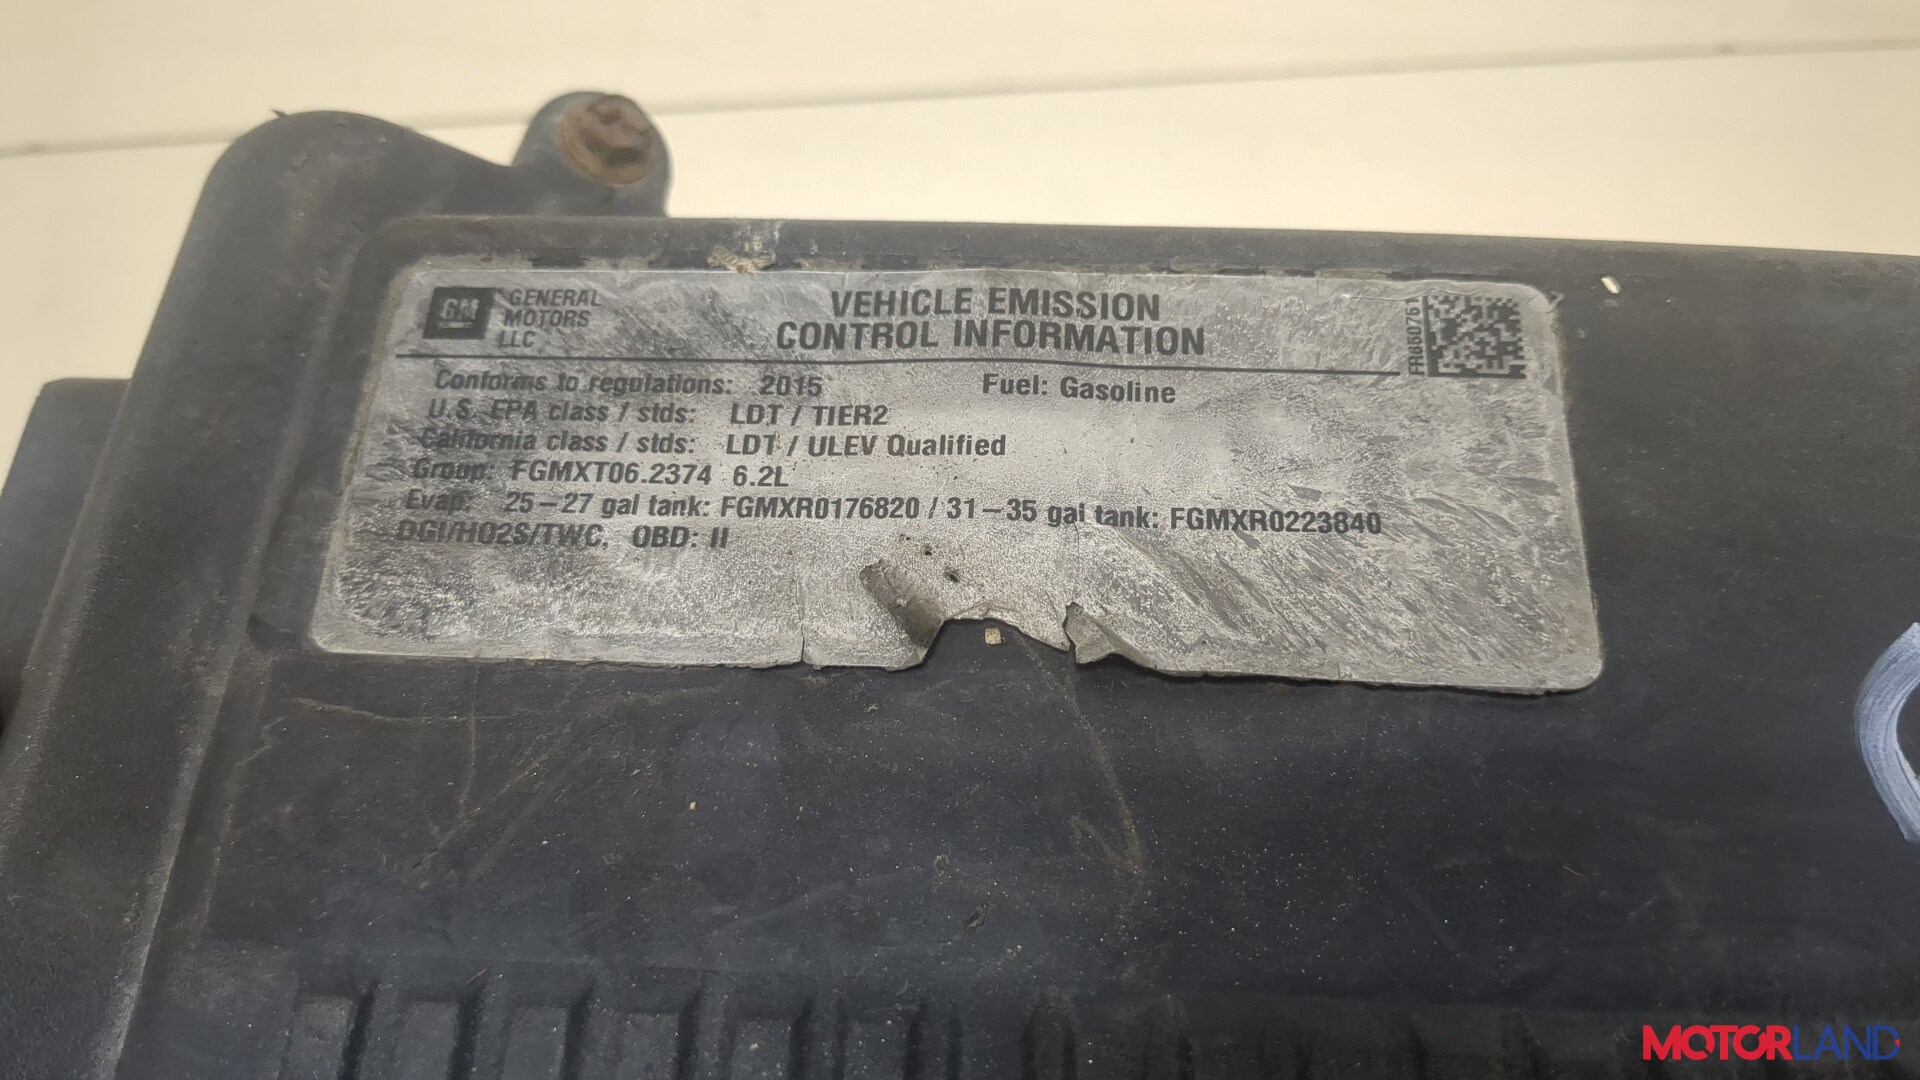 GM GENERAL
MOTORS
LLC
VEHICLE EMISSION
CONTROL INFORMATION
Conforms to regulations: 2015 Fuel: Gasoline
U.S. EPA class / stds: LDT / TIER2
California class / stds: LDT / ULEV Qualified
Group: FGMXT06.2374 6.2L
Evap: 25-27 gal tank: FGMXR0176820 / 31-35 gal tank: FGMXR0223840
DGI/HO2S/TWC, OBD: II
MOTORLAND